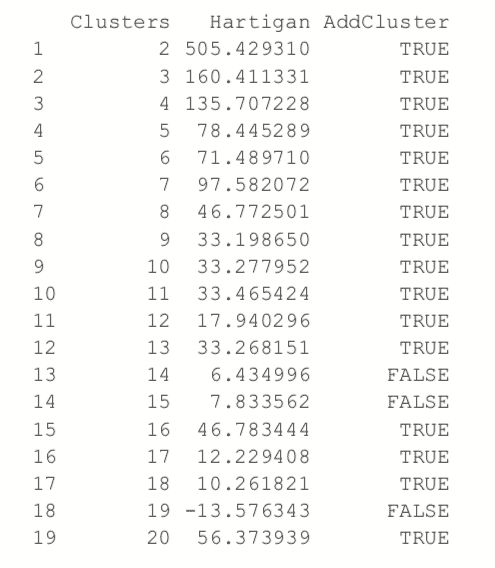 Clusters Hartigan AddCluster
1 2 505.429310 TRUE
2 3 160.411331 TRUE
3 4 135.707228 TRUE
4 5 78.445289 TRUE
5 6 71.489710 TRUE
6 7 97.582072 TRUE
7 8 46.772501 TRUE
8 9 33.198650 TRUE
9 10 33.277952 TRUE
10 11 33.465424 TRUE
11 12 17.940296 TRUE
12 13 33.268151 TRUE
13 14 6.434996 FALSE
14 15 7.833562 FALSE
15 16 46.783444 TRUE
16 17 12.229408 TRUE
17 18 10.261821 TRUE
18 19 -13.576343 FALSE
19 20 56.373939 TRUE